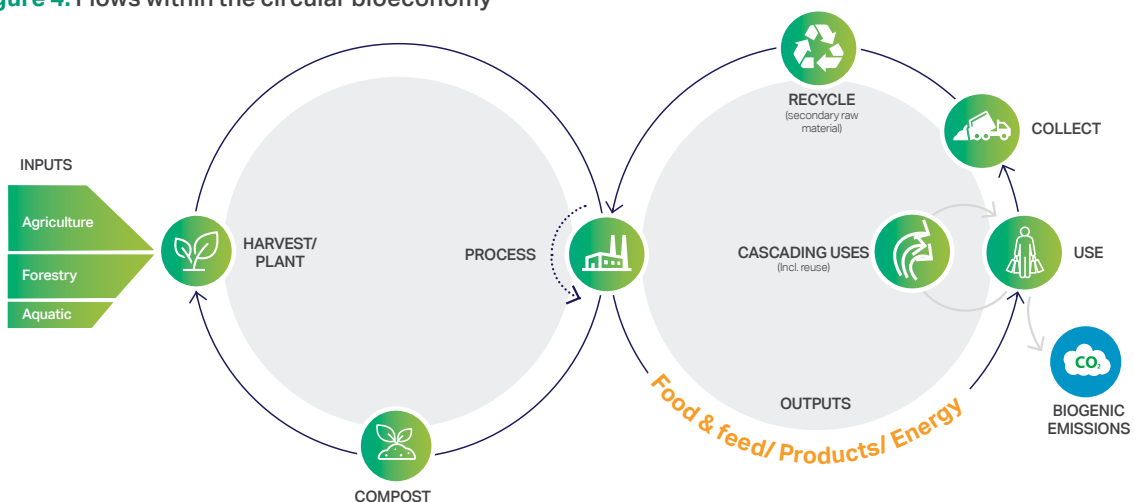 gure 4. Flows within the circular bioeconomy
INPUTS
Agriculture
Forestry
Aquatic
HARVEST/
PLANT
COMPOST
PROCESS
RECYCLE
(secondary raw
material)
COLLECT
CASCADING USES
(Incl. reuse)
USE
OUTPUTS
Food & feed/ Products/ Energy
CO₂
BIOGENIC
EMISSIONS